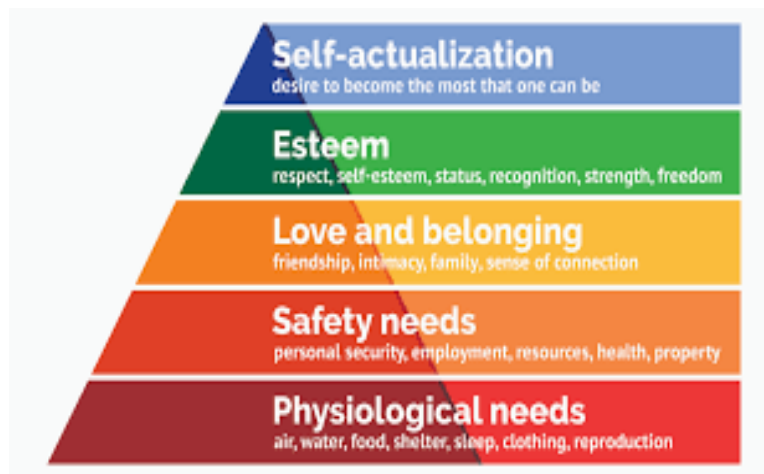 Self-actualization
desire to become the most that one can be
Esteem
respect, self-esteem, status, recognition, strength, freedom
Love and belonging
friendship, intimacy, family, sense of connection
Safety needs
personal security, employment, resources, health, property
Physiological needs
air, water, food, shelter, sleep, clothing, reproduction